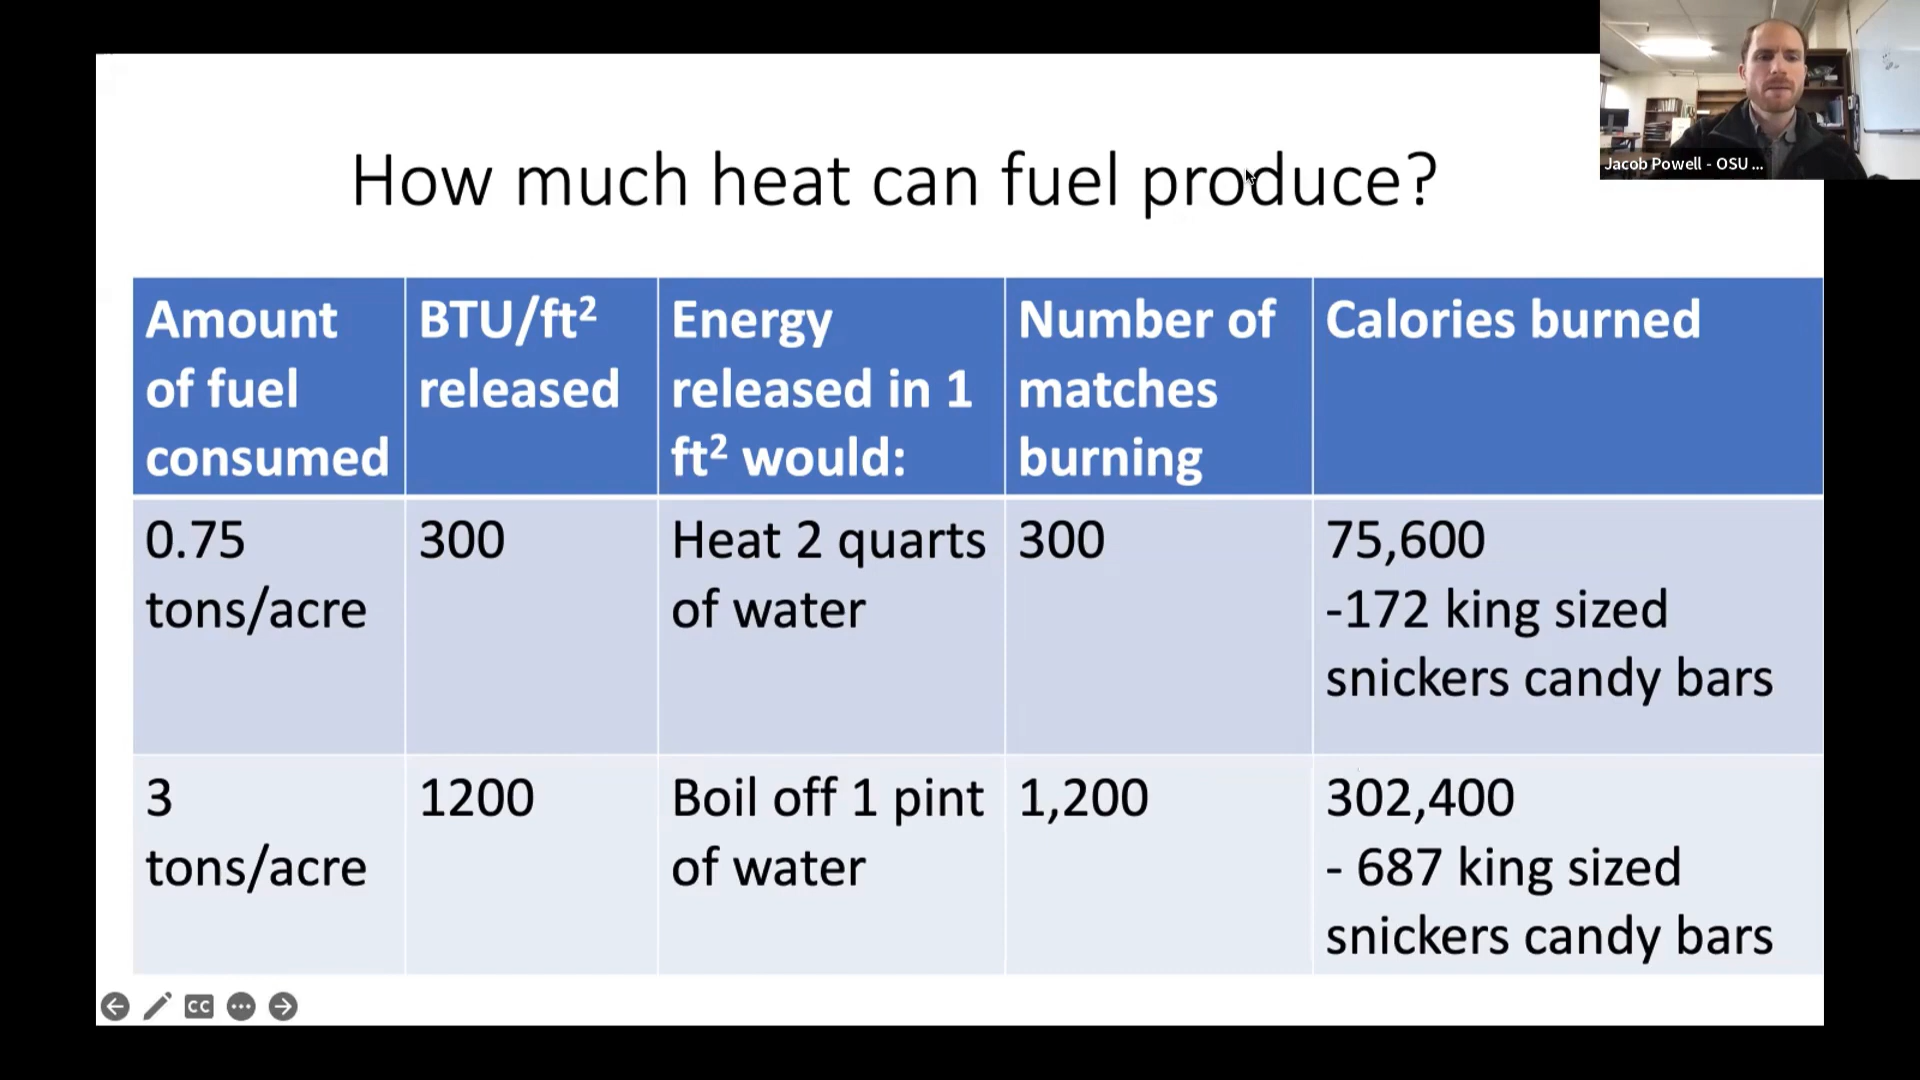 How much heat can fuel produce?
Jacob Powell - OSU ...
Amount
of fuel
consumed
BTU/ft²
released
Energy
released in 1
ft² would:
Number of
matches
burning
Calories burned
0.75
tons/acre
300
Heat 2 quarts
of water
300
75,600
-172 king sized
snickers candy bars
3
tons/acre
1200
Boil off 1 pint
of water
1,200
302,400
- 687 king sized
snickers candy bars
CC